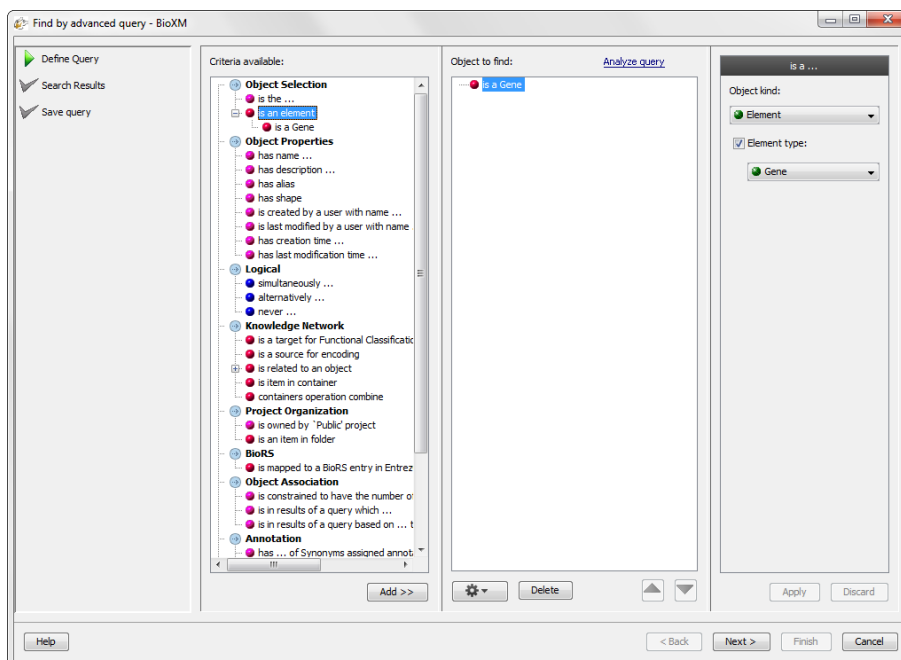 Find by advanced query - BioXM
Define Query
Search Results
Save query
Criteria available:
Object Selection
is the ...
is an element
is a Gene
Object Properties
has name ...
has description ...
has alias
has shape
is created by a user with name ...
is last modified by a user with name
has creation time ...
has last modification time ...
Logical
simultaneously ...
alternatively ...
never ...
Knowledge Network
is a target for Functional Classificatio
is a source for encoding
is related to an object
is item in container
containers operation combine
Project Organization
is owned by `Public' project
is an item in folder
BioRS
is mapped to a BioRS entry in Entrez
Object Association
is constrained to have the number of
is in results of a query which ...
is in results of a query based on ... t
Annotation
has ... of Synonyms assigned annota
Add >>
Object to find:
Analyze query
is a Gene
Delete
is a ...
Object kind:
Element
Element type:
Gene
Apply
Discard
Help
< Back
Next >
Finish
Cancel